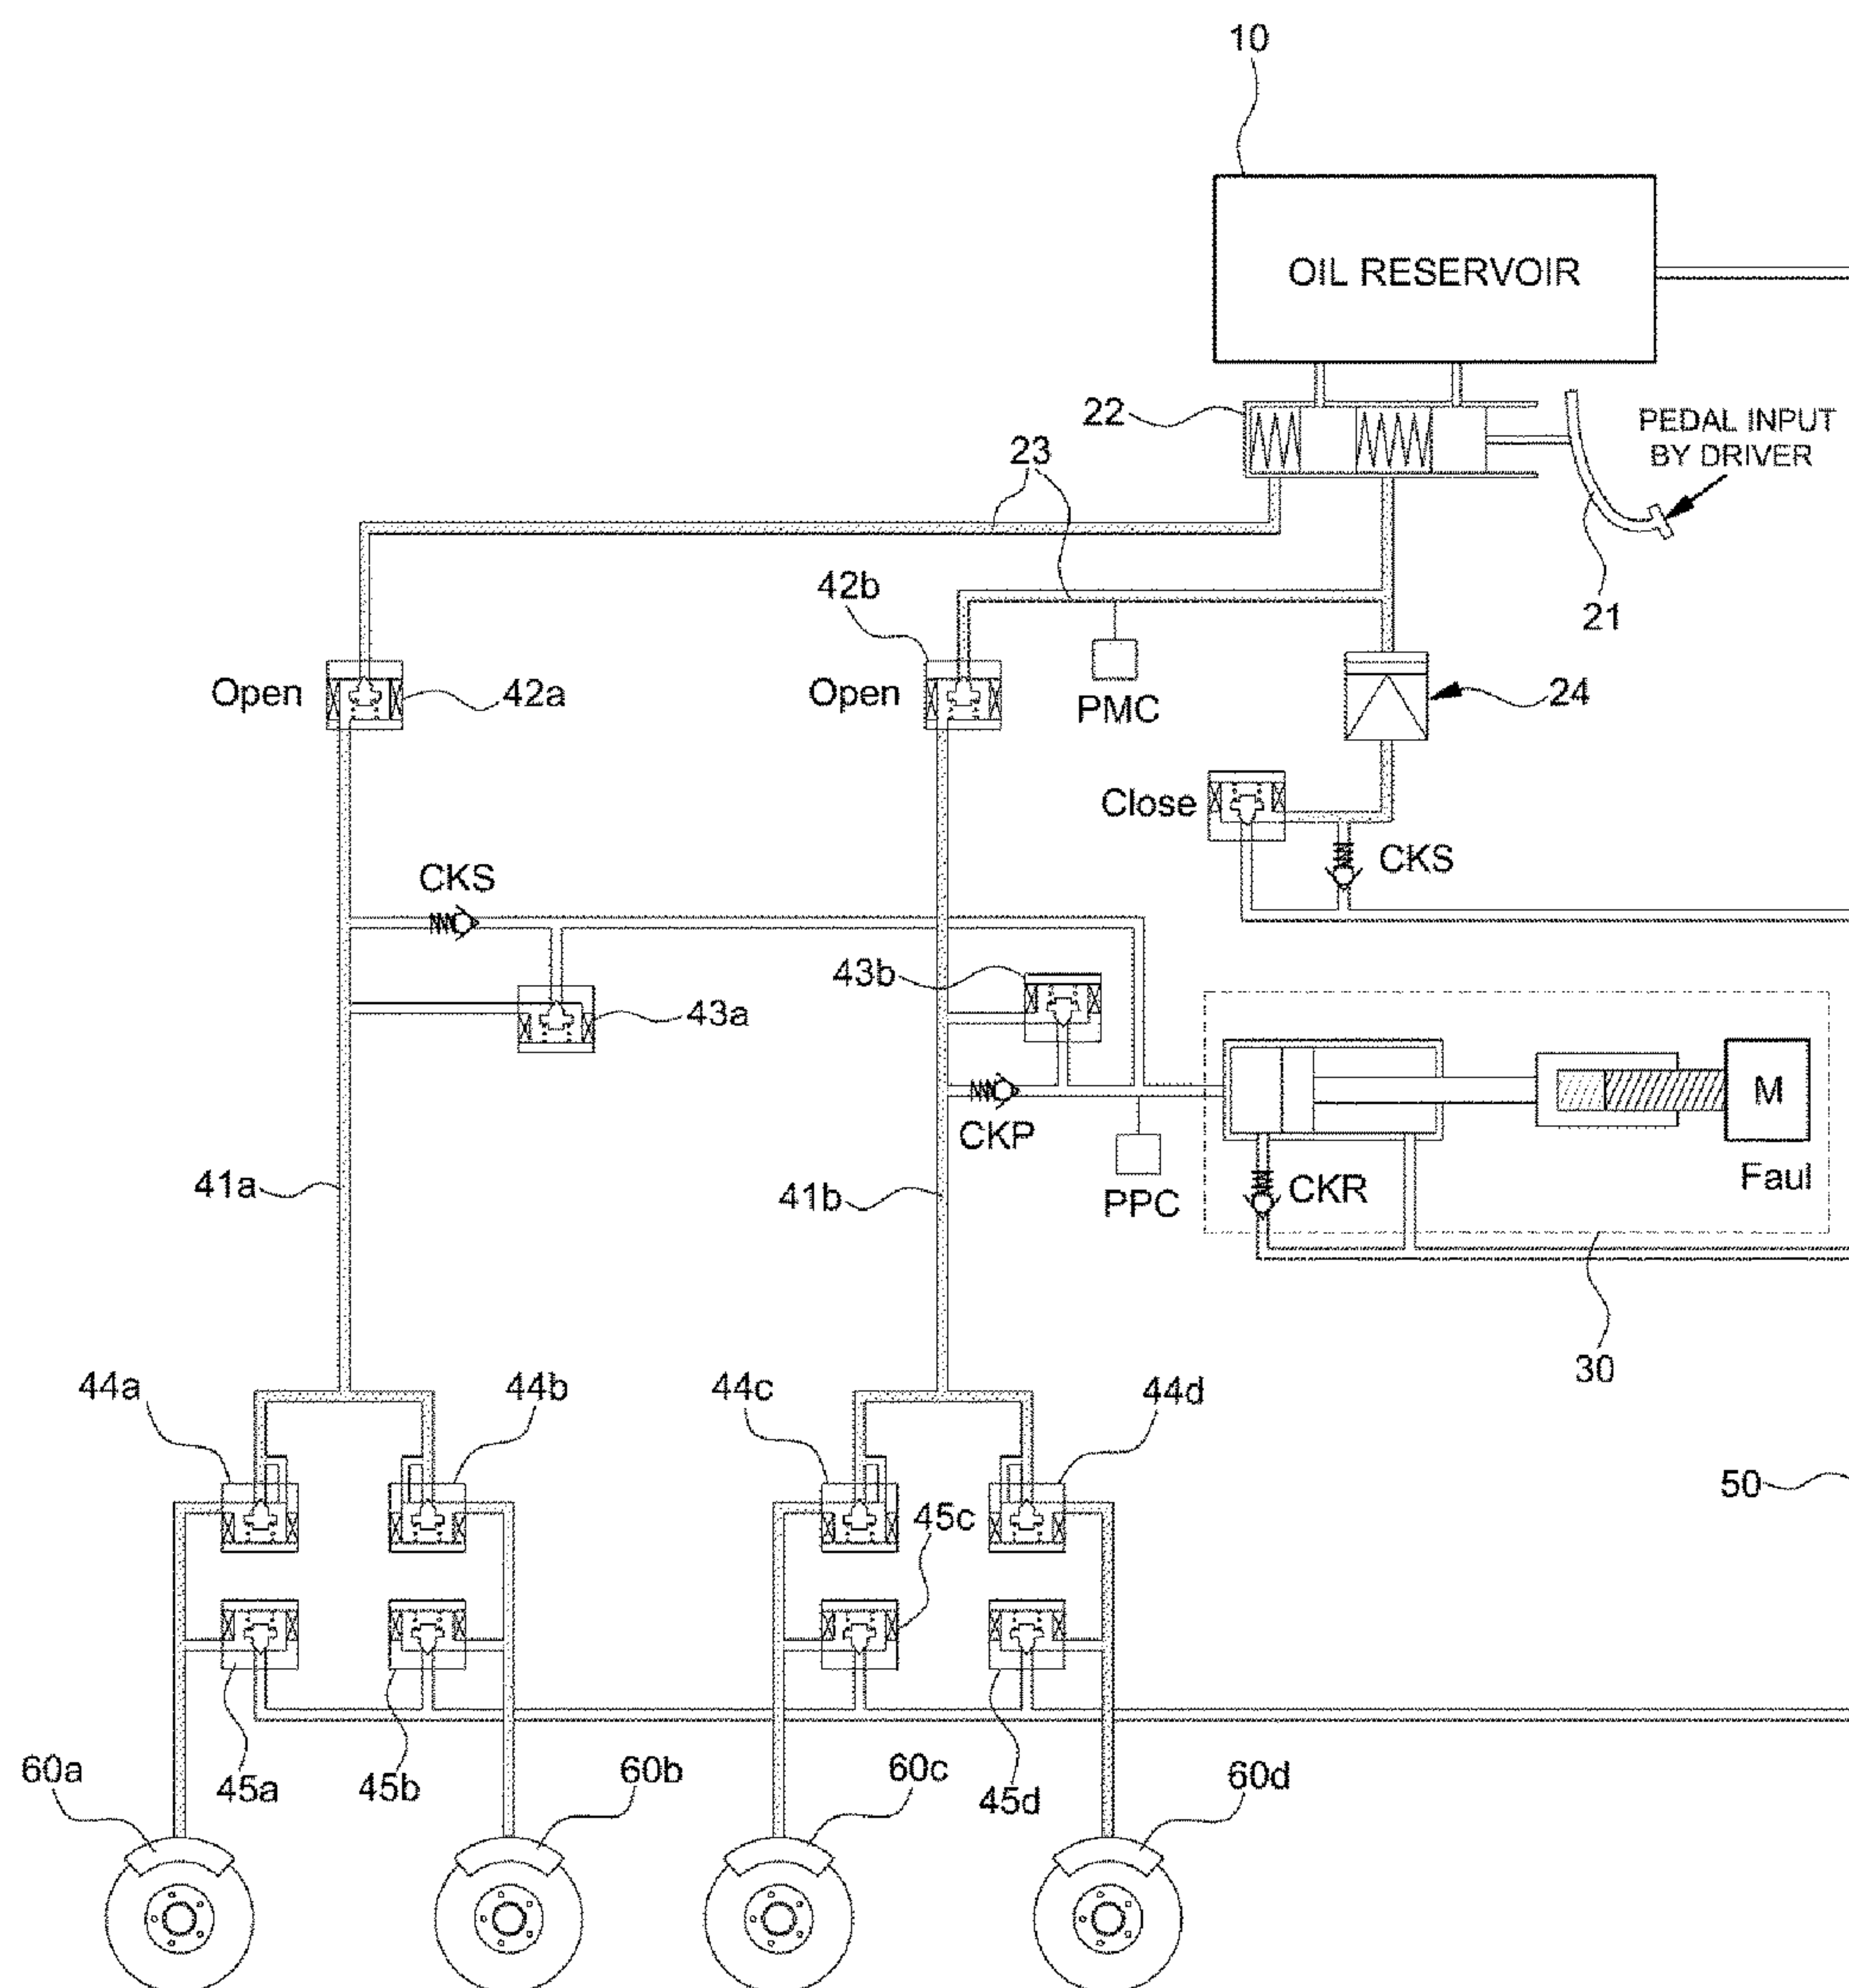 10
OIL RESERVOIR
22
PEDAL INPUT
BY DRIVER
23
21
42b
Open
42a
Open
PMC
24
Close
CKS
CKS
43b
43a
M
CKP
41a
41b
PPC
CKR
Faul
30
44a
44b
44c
44d
50
45c
60a
45a
45b
60b
60c
45d
60d